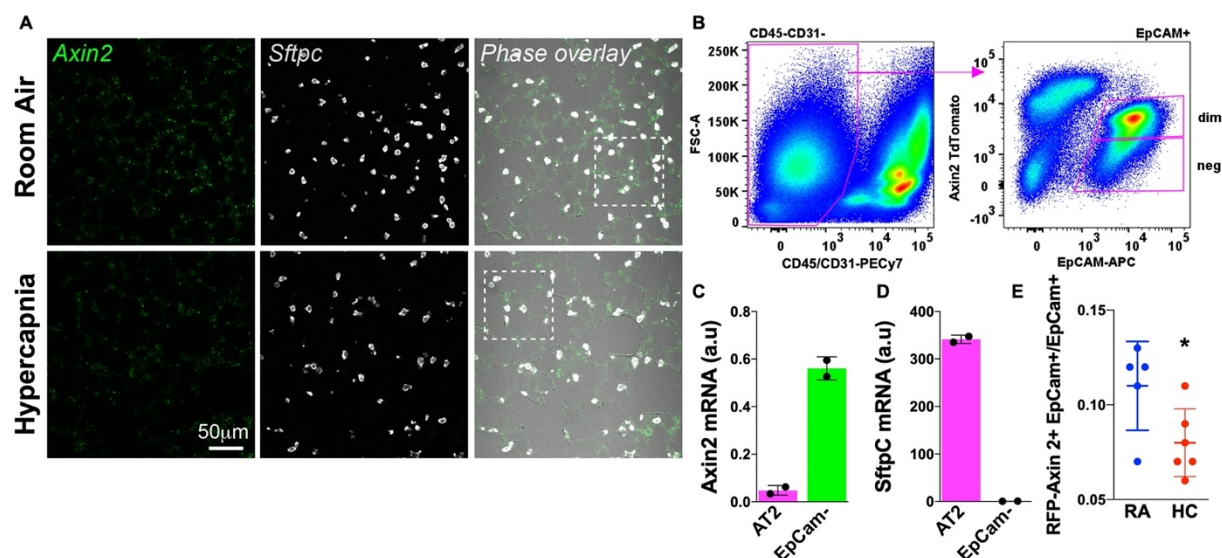 A
Axin2
Sftpc
Phase overlay
Room Air
Hypercapnia
50μm
B
CD45-CD31-
250K
200K
150K
100K
50K
0
FSC-A
0
10³
10⁴
10⁵
CD45/CD31-PECy7
EpCAM+
10⁵
10⁴
10³
0
-10³
Axin2 TdTomato
dim
neg
0
10³
10⁴
10⁵
EpCAM-APC
C
0.8
0.6
0.4
0.2
0.0
Axin2 mRNA (a.u)
AT2
EpCam-
D
400
300
200
100
0
SftpC mRNA (a.u)
AT2
EpCam-
E
0.15
0.10
0.05
RFP-Axin 2+ EpCam+/EpCam+
*
RA
HC